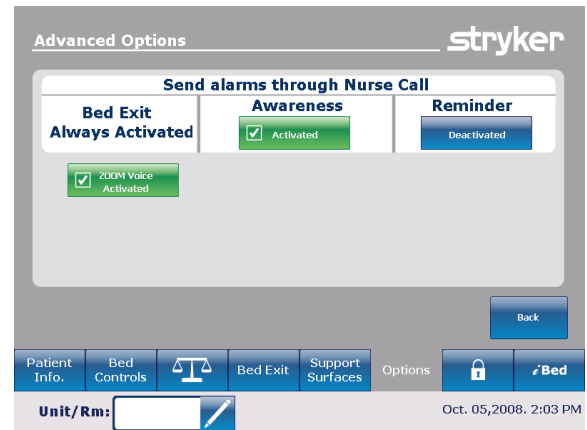 Advanced Options
stryker
Send alarms through Nurse Call
Bed Exit
Always Activated
Awareness
Activated
Reminder
Deactivated
ZOOM Voice
Activated
Back
Patient
Info.
Bed
Controls
Bed Exit
Support
Surfaces
Options
iBed
Unit/Rm:
Oct. 05,2008. 2:03 PM